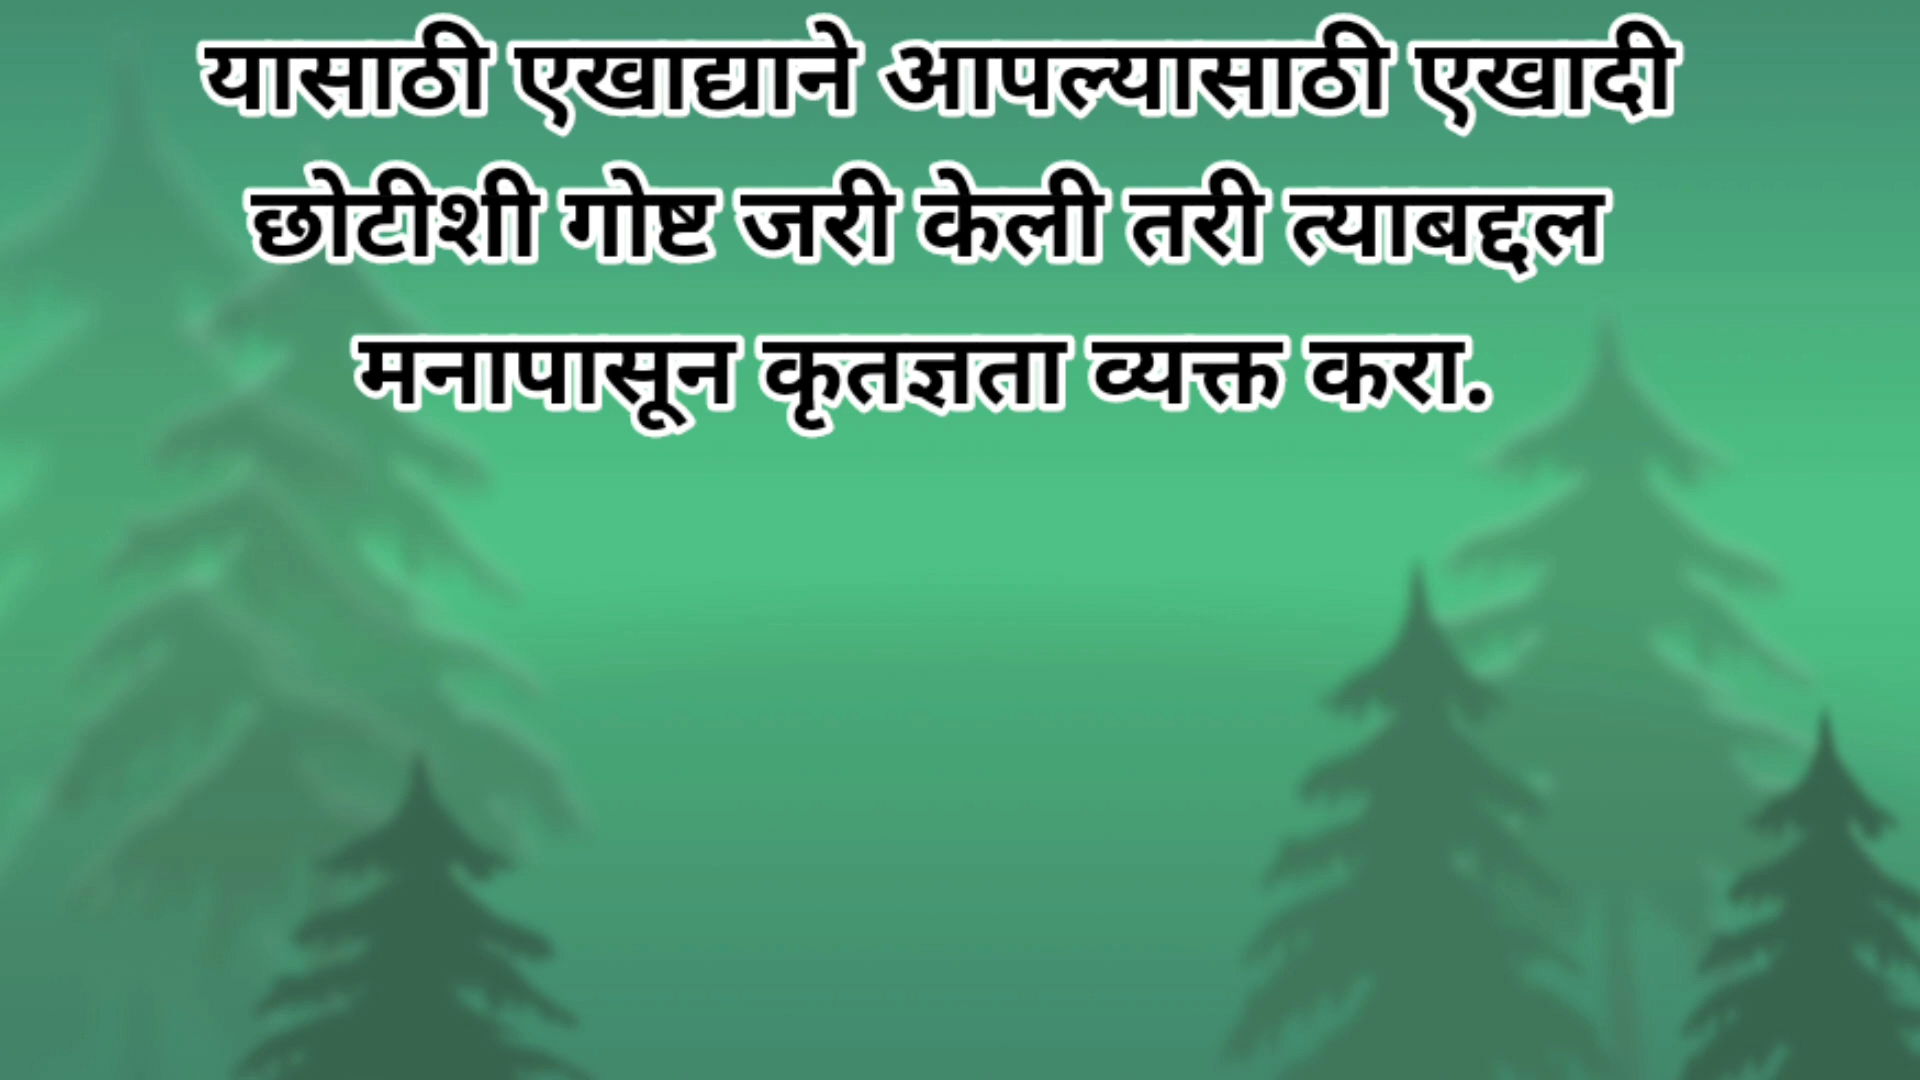 यासाठी एखाद्याने आपल्यासाठी एखादी
छोटीशी गोष्ट जरी केली तरी त्याबद्दल
मनापासून कृतज्ञता व्यक्त करा.